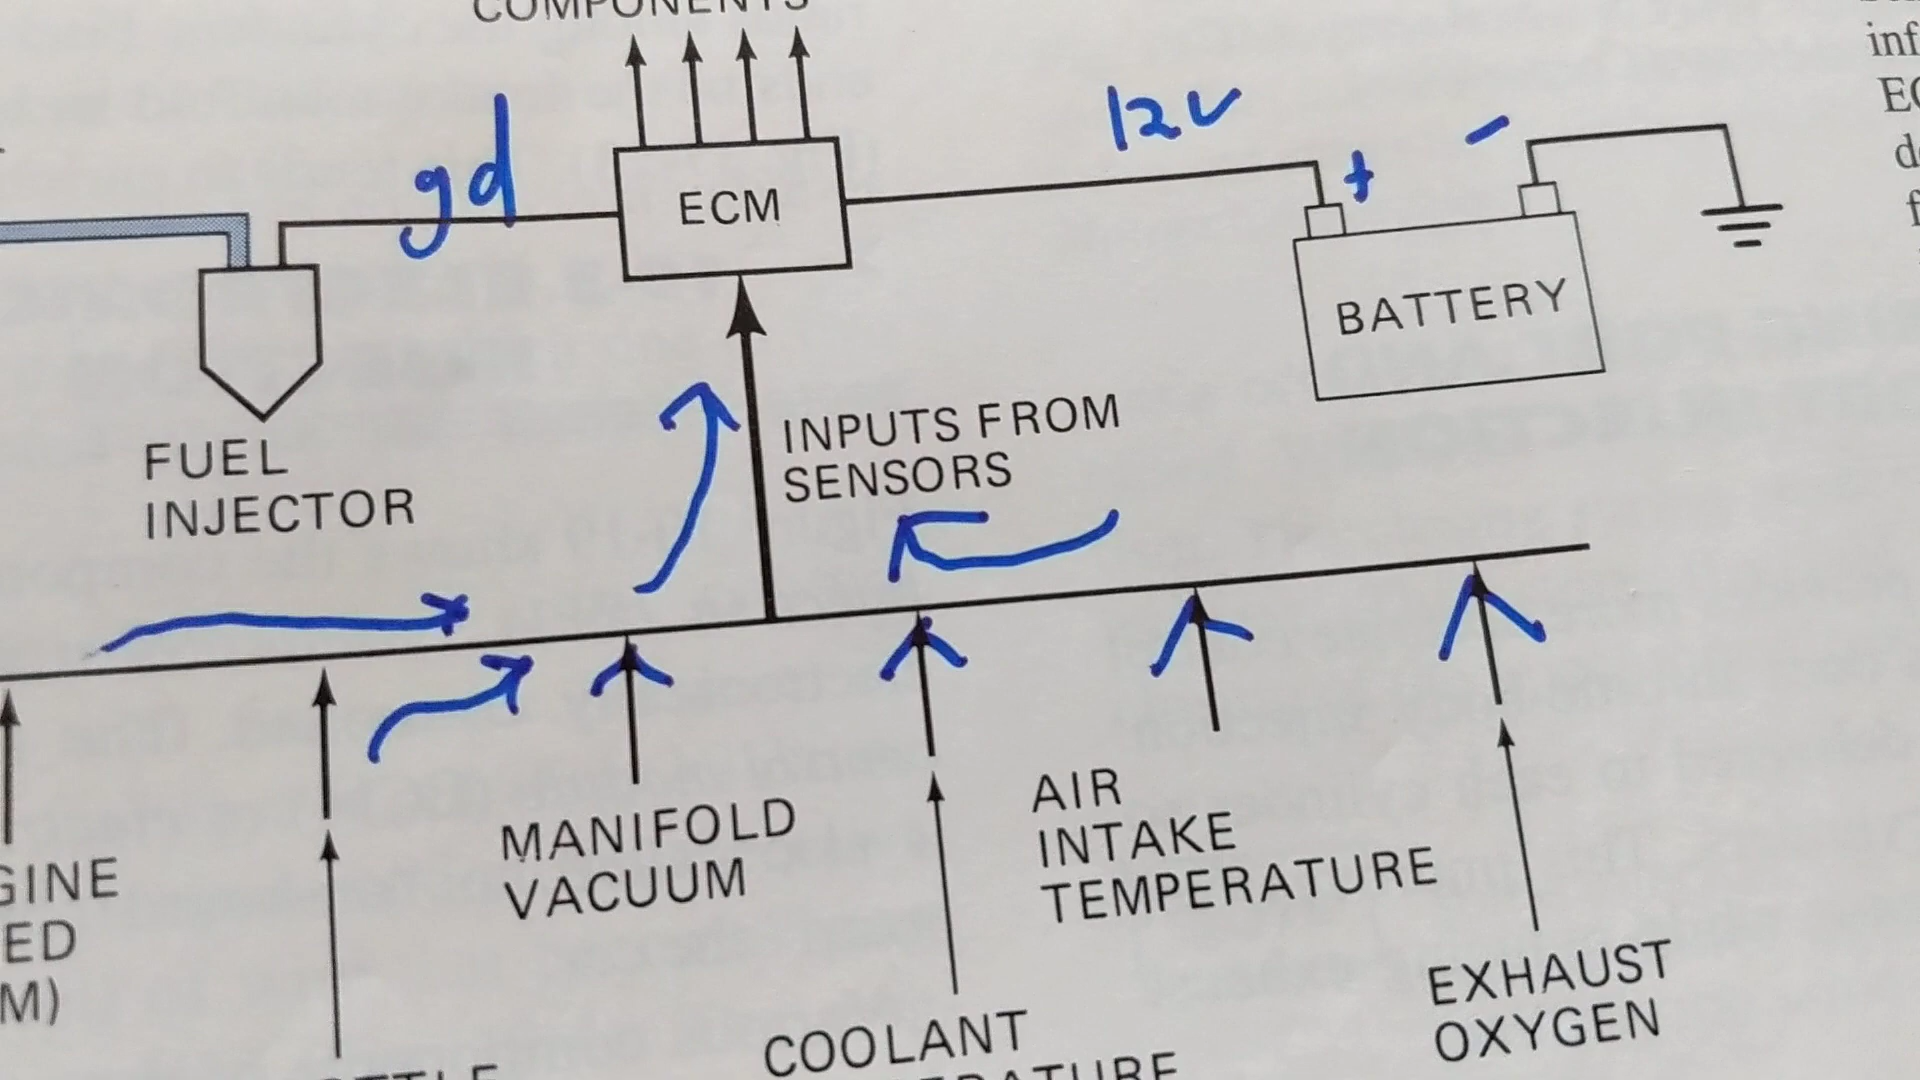 COMPONENTS
inf
12V
gd
+
-
ECM
BATTERY
INPUTS FROM
SENSORS
FUEL
INJECTOR
MANIFOLD
VACUUM
AIR
INTAKE
TEMPERATURE
GINE
ED
M)
EXHAUST
OXYGEN
COOLANT